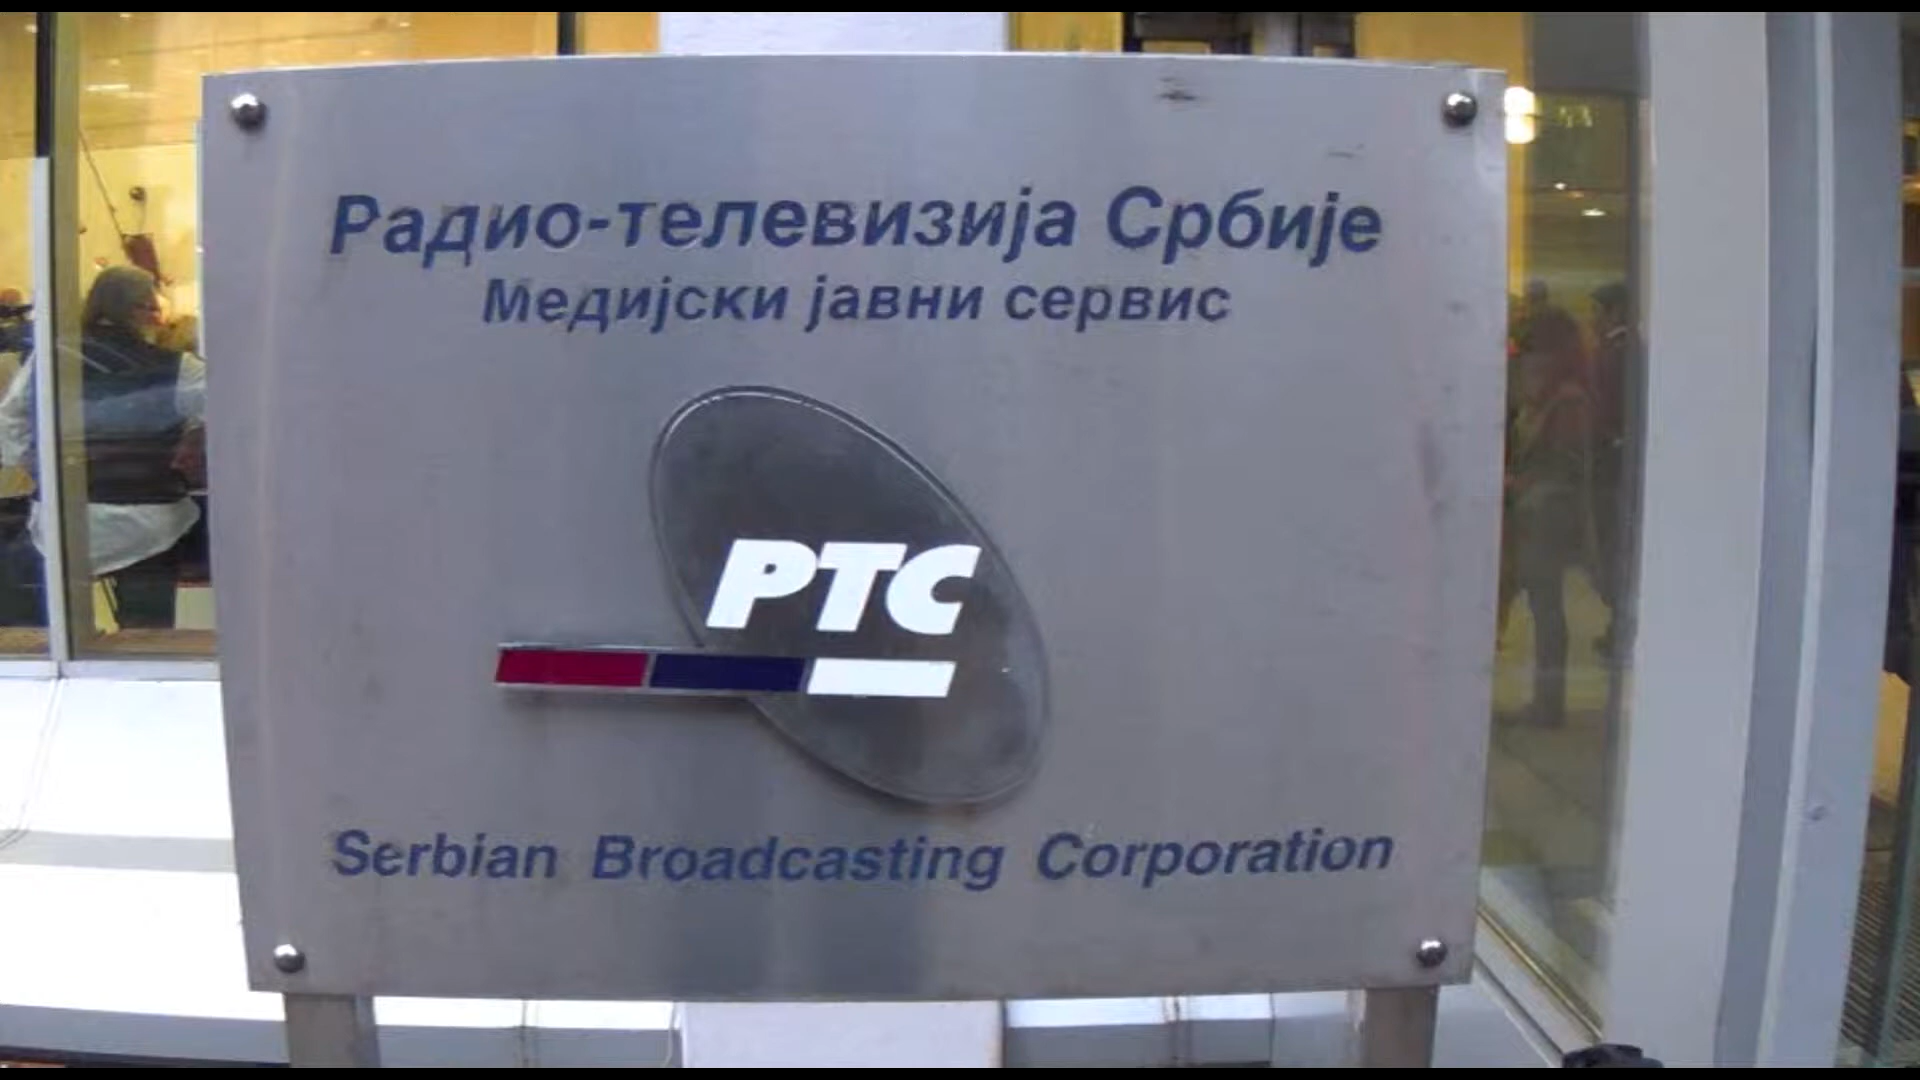 Радио-телевизија Србије
Медијски јавни сервис
РТС
Serbian Broadcasting Corporation